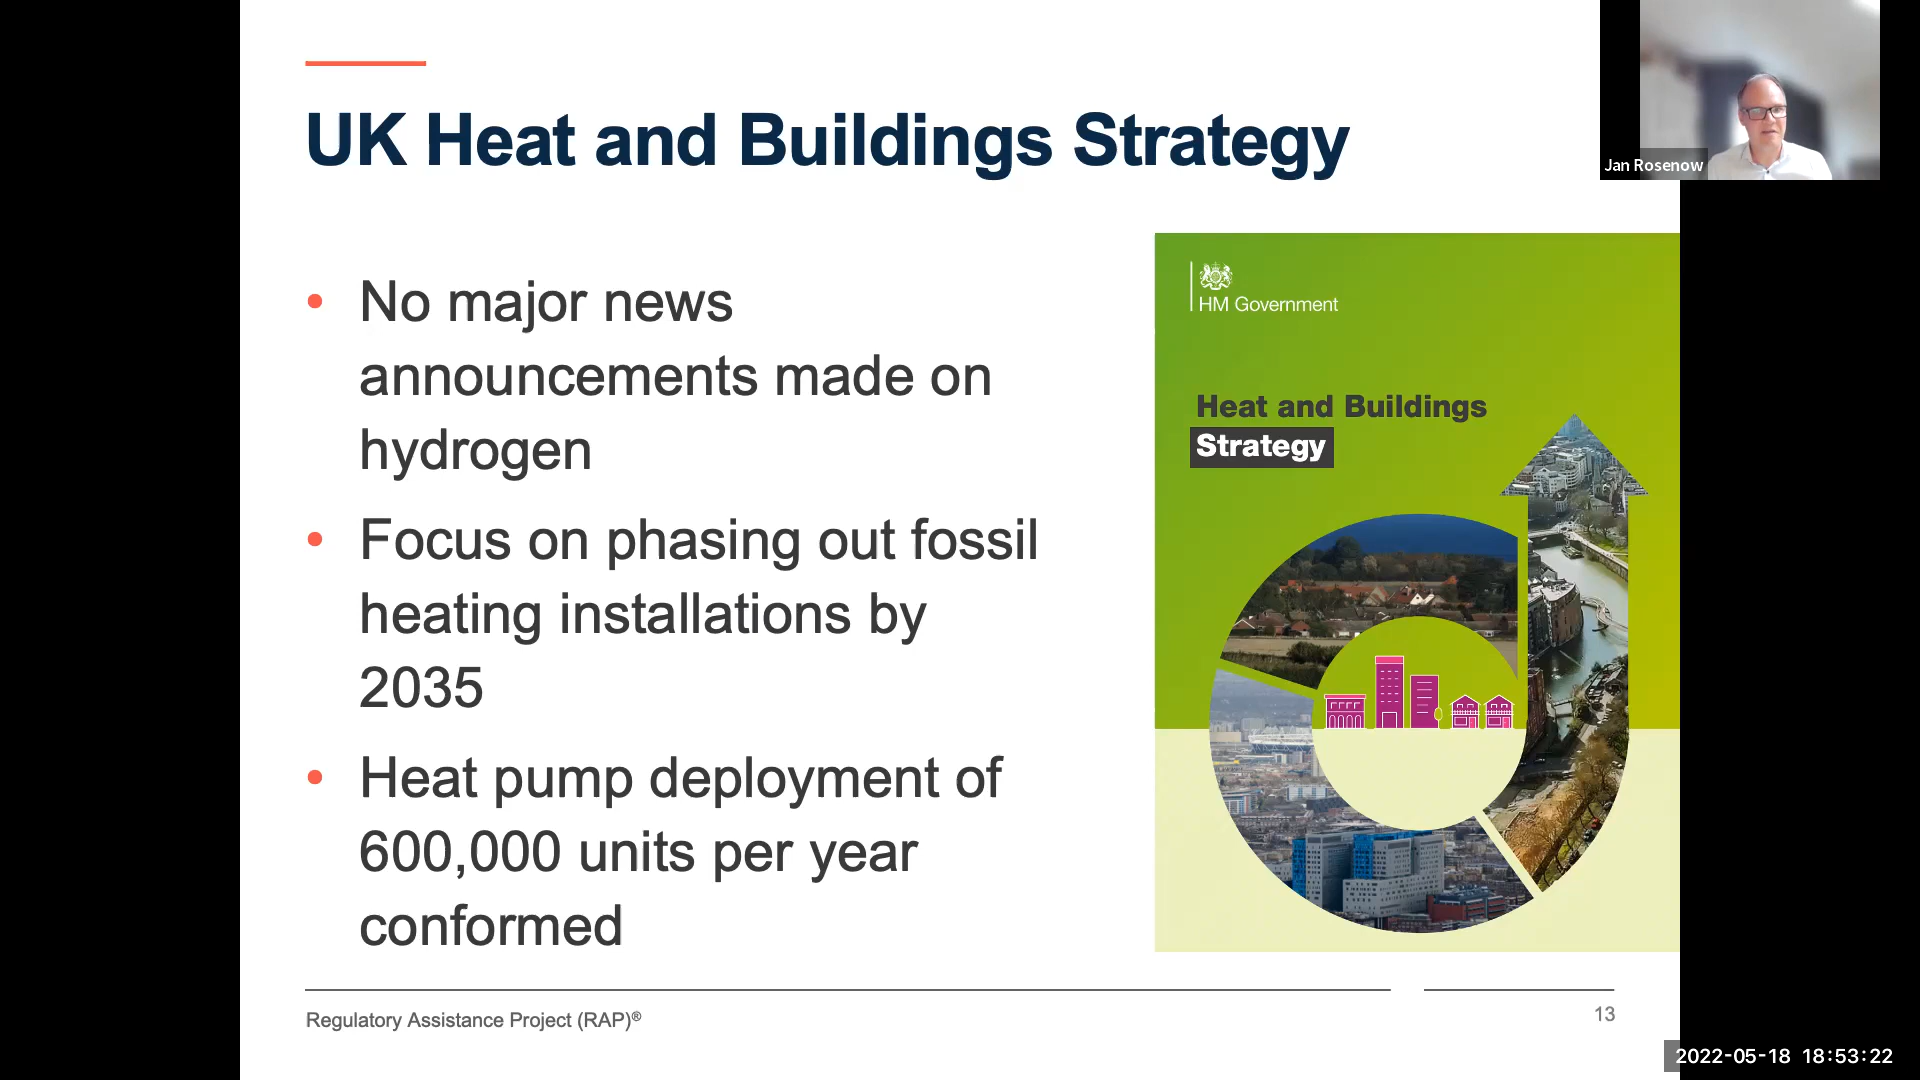 UK Heat and Buildings Strategy
Jan Rosenow
• No major news
announcements made on
hydrogen
• Focus on phasing out fossil
heating installations by
2035
• Heat pump deployment of
600,000 units per year
conformed
HM Government
Heat and Buildings
Strategy
Regulatory Assistance Project (RAP)®
13
2022-05-18 18:53:22